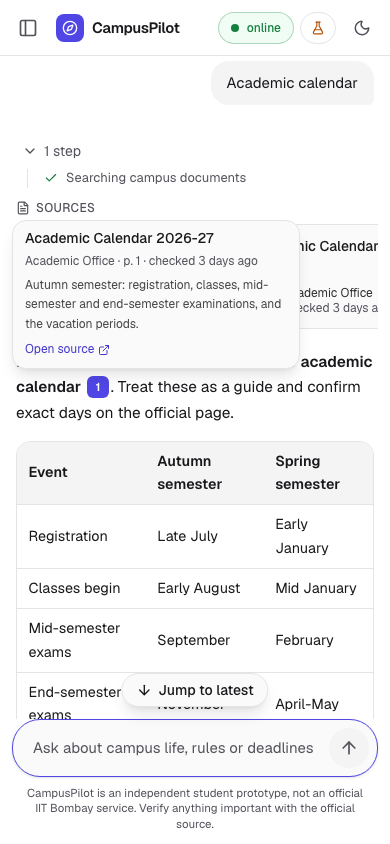 CampusPilot
online
Academic calendar
1 step
Searching campus documents
SOURCES
Academic Calendar 2026-27
Academic Office · p. 1 · checked 3 days ago
Autumn semester: registration, classes, mid-
semester and end-semester examinations, and
the vacation periods.
Open source
Calendar
Office
3 days
academic
calendar 1. Treat these as a guide and confirm
exact days on the official page.
Event Autumn semester Spring semester
Registration Late July Early January
Classes begin Early August Mid January
Mid-semester exams September February
End-semester exams November April-May
Jump to latest
Ask about campus life, rules or deadlines
CampusPilot is an independent student prototype, not an official
IIT Bombay service. Verify anything important with the official
source.